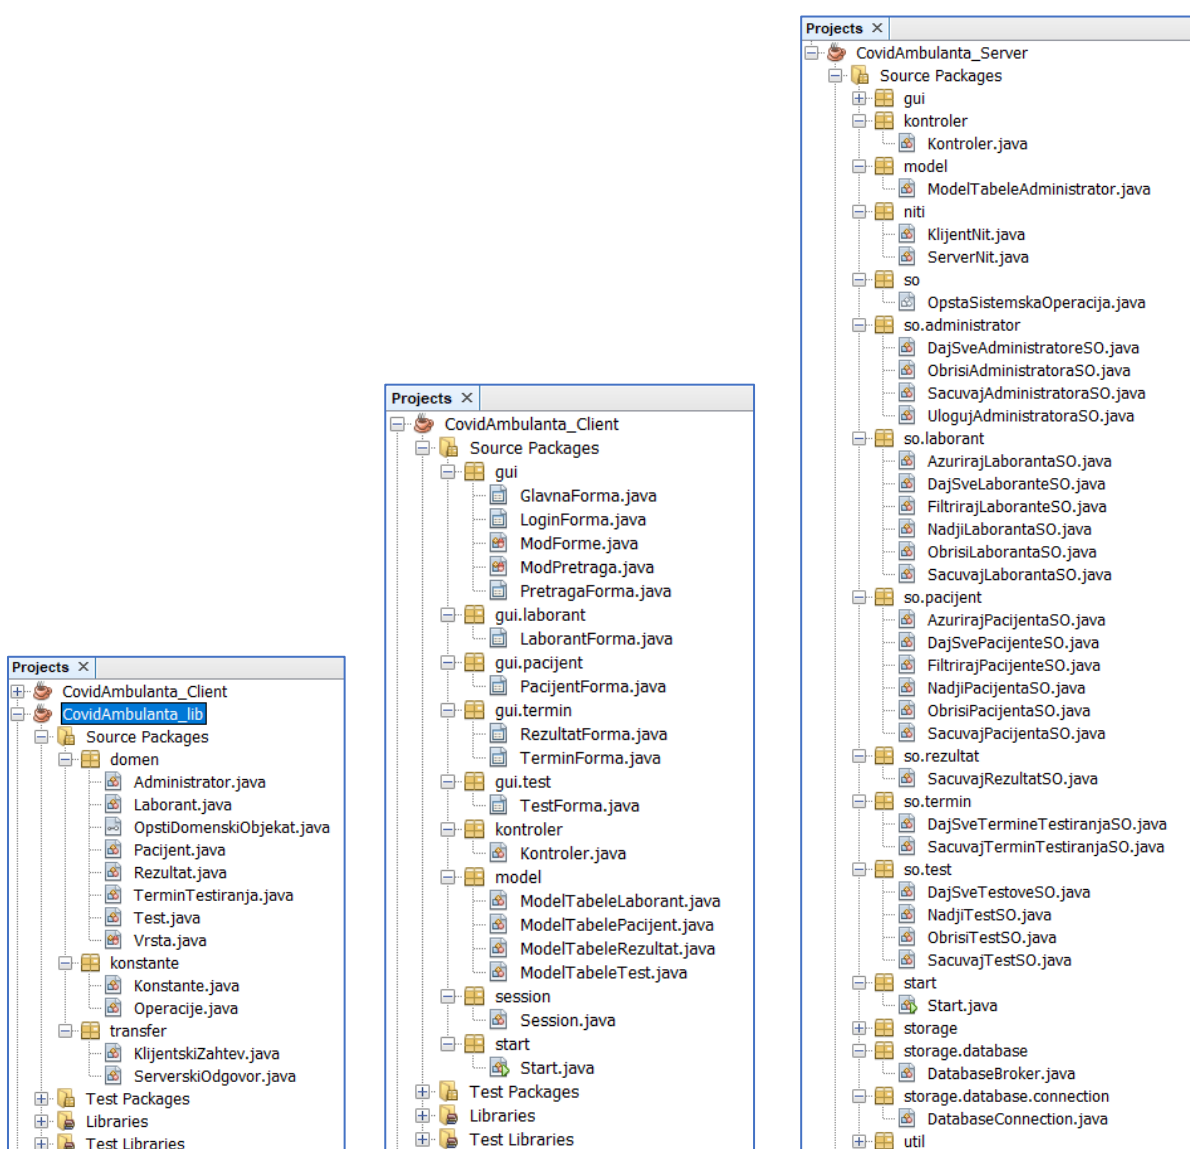 Projects
CovidAmbulanta_Client
CovidAmbulanta_lib
Source Packages
domen
Administrator.java
Laborant.java
OpstiDomenskiObjekat.java
Pacijent.java
Rezultat.java
TerminTestiranja.java
Test.java
Vrsta.java
konstante
Konstante.java
Operacije.java
transfer
KlijentskiZahtev.java
ServerskiOdgovor.java
Test Packages
Libraries
Test Libraries
Projects
CovidAmbulanta_Client
Source Packages
gui
GlavnaForma.java
LoginForma.java
ModForme.java
ModPretraga.java
PretragaForma.java
gui.laborant
LaborantForma.java
gui.pacijent
PacijentForma.java
gui.termin
RezultatForma.java
TerminForma.java
gui.test
TestForma.java
kontroler
Kontroler.java
model
ModelTabeleLaborant.java
ModelTabelePacijent.java
ModelTabeleRezultat.java
ModelTabeleTest.java
session
Session.java
start
Start.java
Test Packages
Libraries
Test Libraries
Projects
CovidAmbulanta_Server
Source Packages
gui
kontroler
Kontroler.java
model
ModelTabeleAdministrator.java
niti
KlijentNit.java
ServerNit.java
so
OpstaSistemskaOperacija.java
so.administrator
DajSveAdministratoreSO.java
ObrisiAdministratoraSO.java
SacuvajAdministratoraSO.java
UlogujAdministratoraSO.java
so.laborant
AzurirajLaborantaSO.java
DajSveLaboranteSO.java
FiltrirajLaboranteSO.java
NadjiLaborantaSO.java
ObrisiLaborantaSO.java
SacuvajLaborantaSO.java
so.pacijent
AzurirajPacijentaSO.java
DajSvePacijenteSO.java
FiltrirajPacijenteSO.java
NadjiPacijentaSO.java
ObrisiPacijentaSO.java
SacuvajPacijentaSO.java
so.rezultat
SacuvajRezultatSO.java
so.termin
DajSveTermineTestiranjaSO.java
SacuvajTerminTestiranjaSO.java
so.test
DajSveTestoveSO.java
NadjiTestSO.java
ObrisiTestSO.java
SacuvajTestSO.java
start
Start.java
storage
storage.database
DatabaseBroker.java
storage.database.connection
DatabaseConnection.java
util